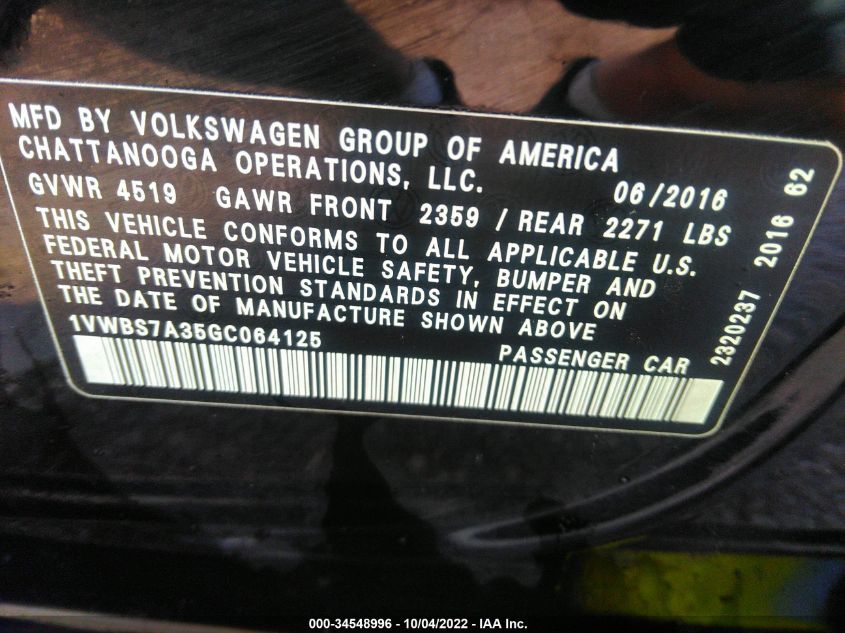 MFD BY VOLKSWAGEN GROUP OF AMERICA
CHATTANOOGA OPERATIONS, LLC. 06/2016
GVWR 4519 GAWR FRONT 2359 / REAR 2271 LBS
THIS VEHICLE CONFORMS TO ALL APPLICABLE U.S.
FEDERAL MOTOR VEHICLE SAFETY, BUMPER AND
THEFT PREVENTION STANDARDS IN EFFECT ON
THE DATE OF MANUFACTURE SHOWN ABOVE
1VWBS7A35GC064125 PASSENGER CAR
2320237 2016 62
000-34548996 - 10/04/2022 - IAA Inc.